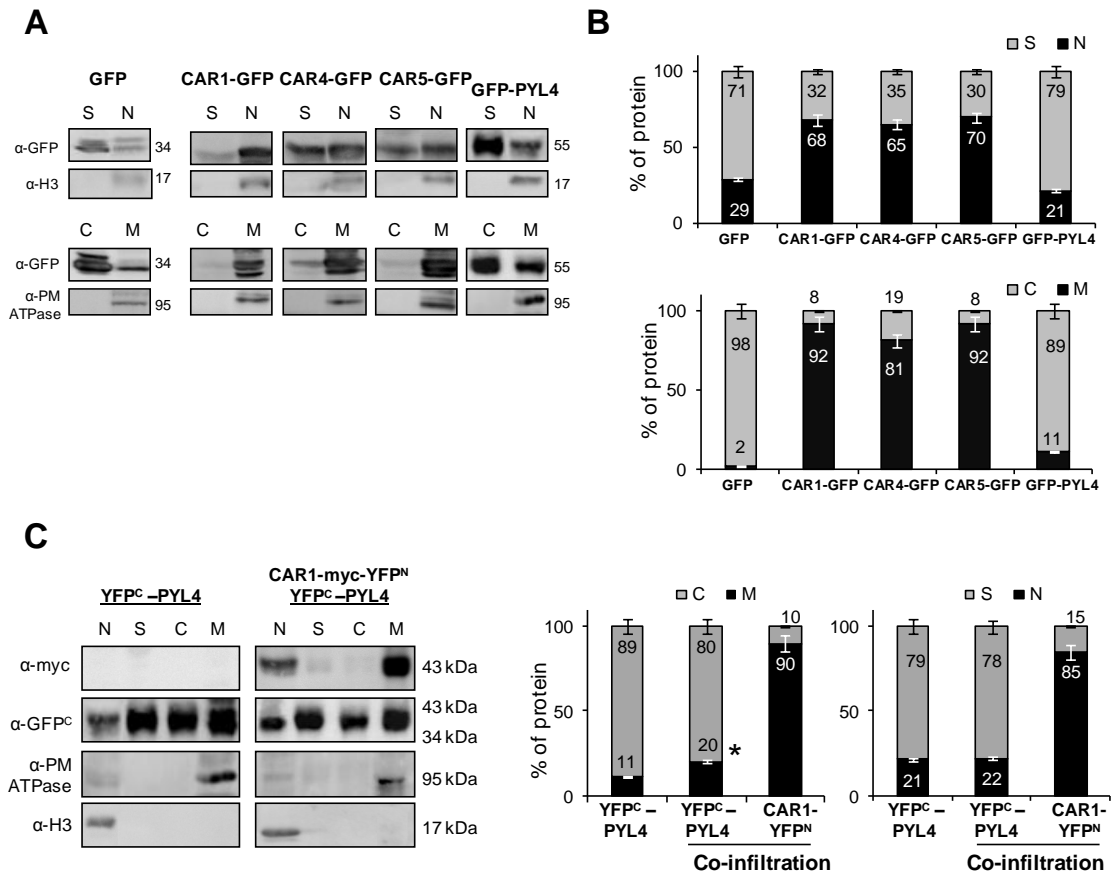 A
GFP
CAR1-GFP CAR4-GFP CAR5-GFP GFP-PYL4
S N S N S N S N S N
α-GFP 34 55
α-H3 17 17
C M C M C M C M C M
α-GFP 34 55
α-PM
ATPase 95 95
B
S N
% of protein
100
50
0
71 32 35 30 79
29 68 65 70 21
GFP CAR1-GFP CAR4-GFP CAR5-GFP GFP-PYL4
C M
% of protein
100
50
0
8 19 8
98 92 81 92 89
2 11
GFP CAR1-GFP CAR4-GFP CAR5-GFP GFP-PYL4
C
YFPᶜ –PYL4
CAR1-myc-YFPᴺ
YFPᶜ –PYL4
N S C M N S C M
α-myc 43 kDa
α-GFPᶜ 43 kDa
34 kDa
α-PM
ATPase 95 kDa
α-H3 17 kDa
C M
% of protein
100
50
0
10
89 80 90
11 20 *
YFPᶜ –
PYL4
YFPᶜ –
PYL4
CAR1-
YFPᴺ
Co-infiltration
S N
100
50
0
15
79 78 85
21 22
YFPᶜ –
PYL4
YFPᶜ –
PYL4
CAR1-
YFPᴺ
Co-infiltration